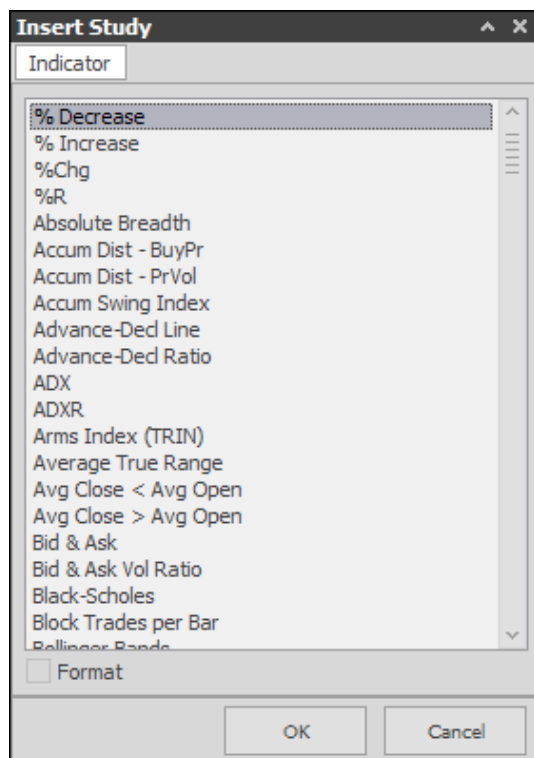 Insert Study
Indicator
% Decrease
% Increase
%Chg
%R
Absolute Breadth
Accum Dist - BuyPr
Accum Dist - PrVol
Accum Swing Index
Advance-Decl Line
Advance-Decl Ratio
ADX
ADXR
Arms Index (TRIN)
Average True Range
Avg Close < Avg Open
Avg Close > Avg Open
Bid & Ask
Bid & Ask Vol Ratio
Black-Scholes
Block Trades per Bar
Bollinger Bands
Format
OK
Cancel